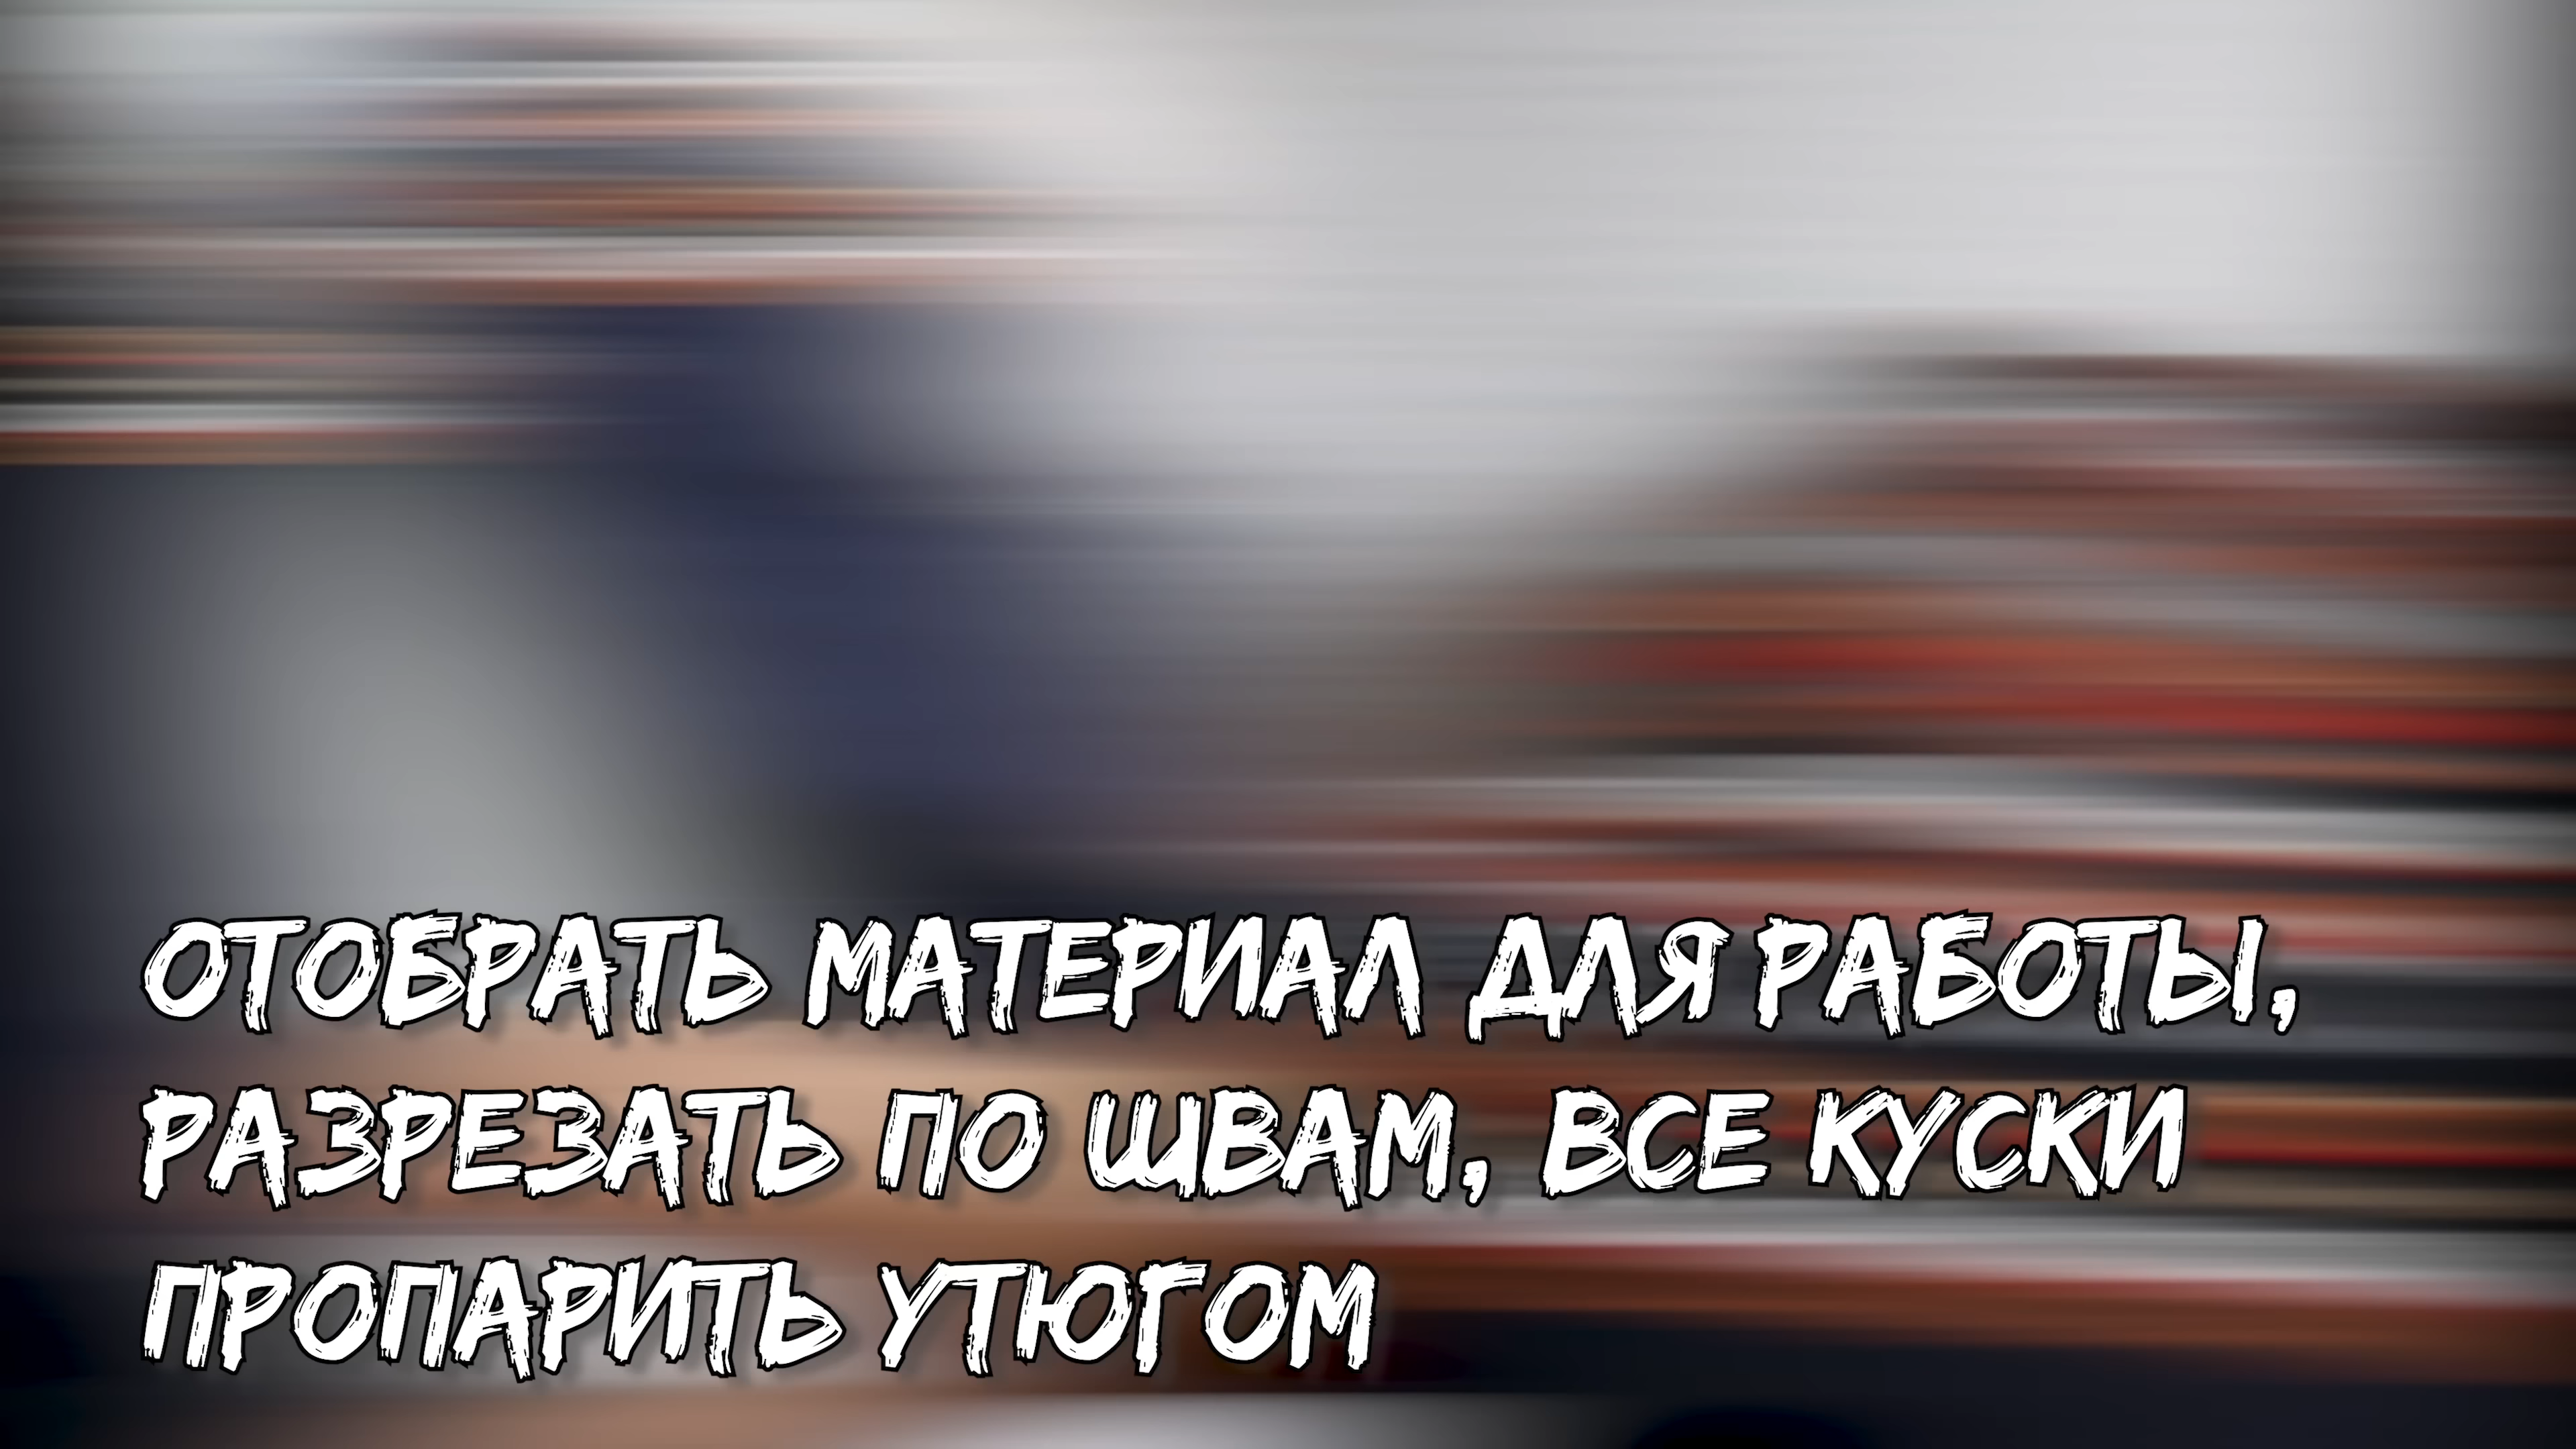 ОТОБРАТЬ МАТЕРИАЛ ДЛЯ РАБОТЫ,
РАЗРЕЗАТЬ ПО ШВАМ, ВСЕ КУСКИ
ПРОПАРИТЬ УТЮГОМ